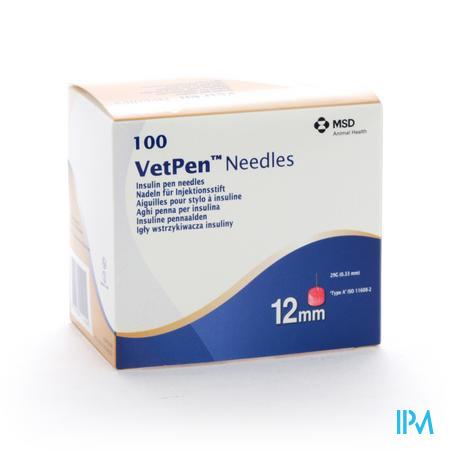 MSD
Animal Health
100
VetPen™ Needles
Insulin pen needles
Nadeln für Injektionsstift
Aiguilles pour stylo à insuline
Aghi penna per insulina
Insuline pennaalden
Igły wstrzykiwacza insuliny
29G (0.33 mm)
'Type A' ISO 11608-2
12mm
IPM